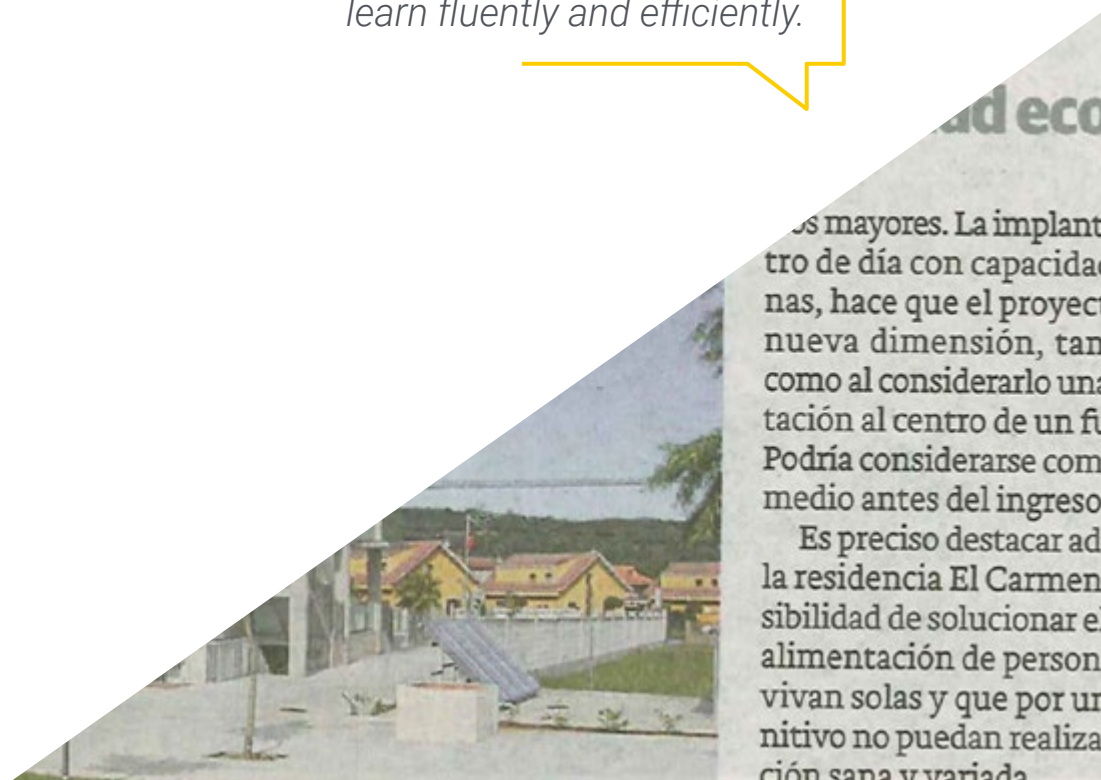 learn fluently and efficiently.
mayores. La implant
tro de día con capacidad
nas, hace que el proyect
nueva dimensión, tan
como al considerarlo una
tación al centro de un fu
Podría considerarse com
medio antes del ingreso
Es preciso destacar ad
la residencia El Carmen
sibilidad de solucionar el
alimentación de person
vivan solas y que por un
nitivo no puedan realiza
ción sana y variada